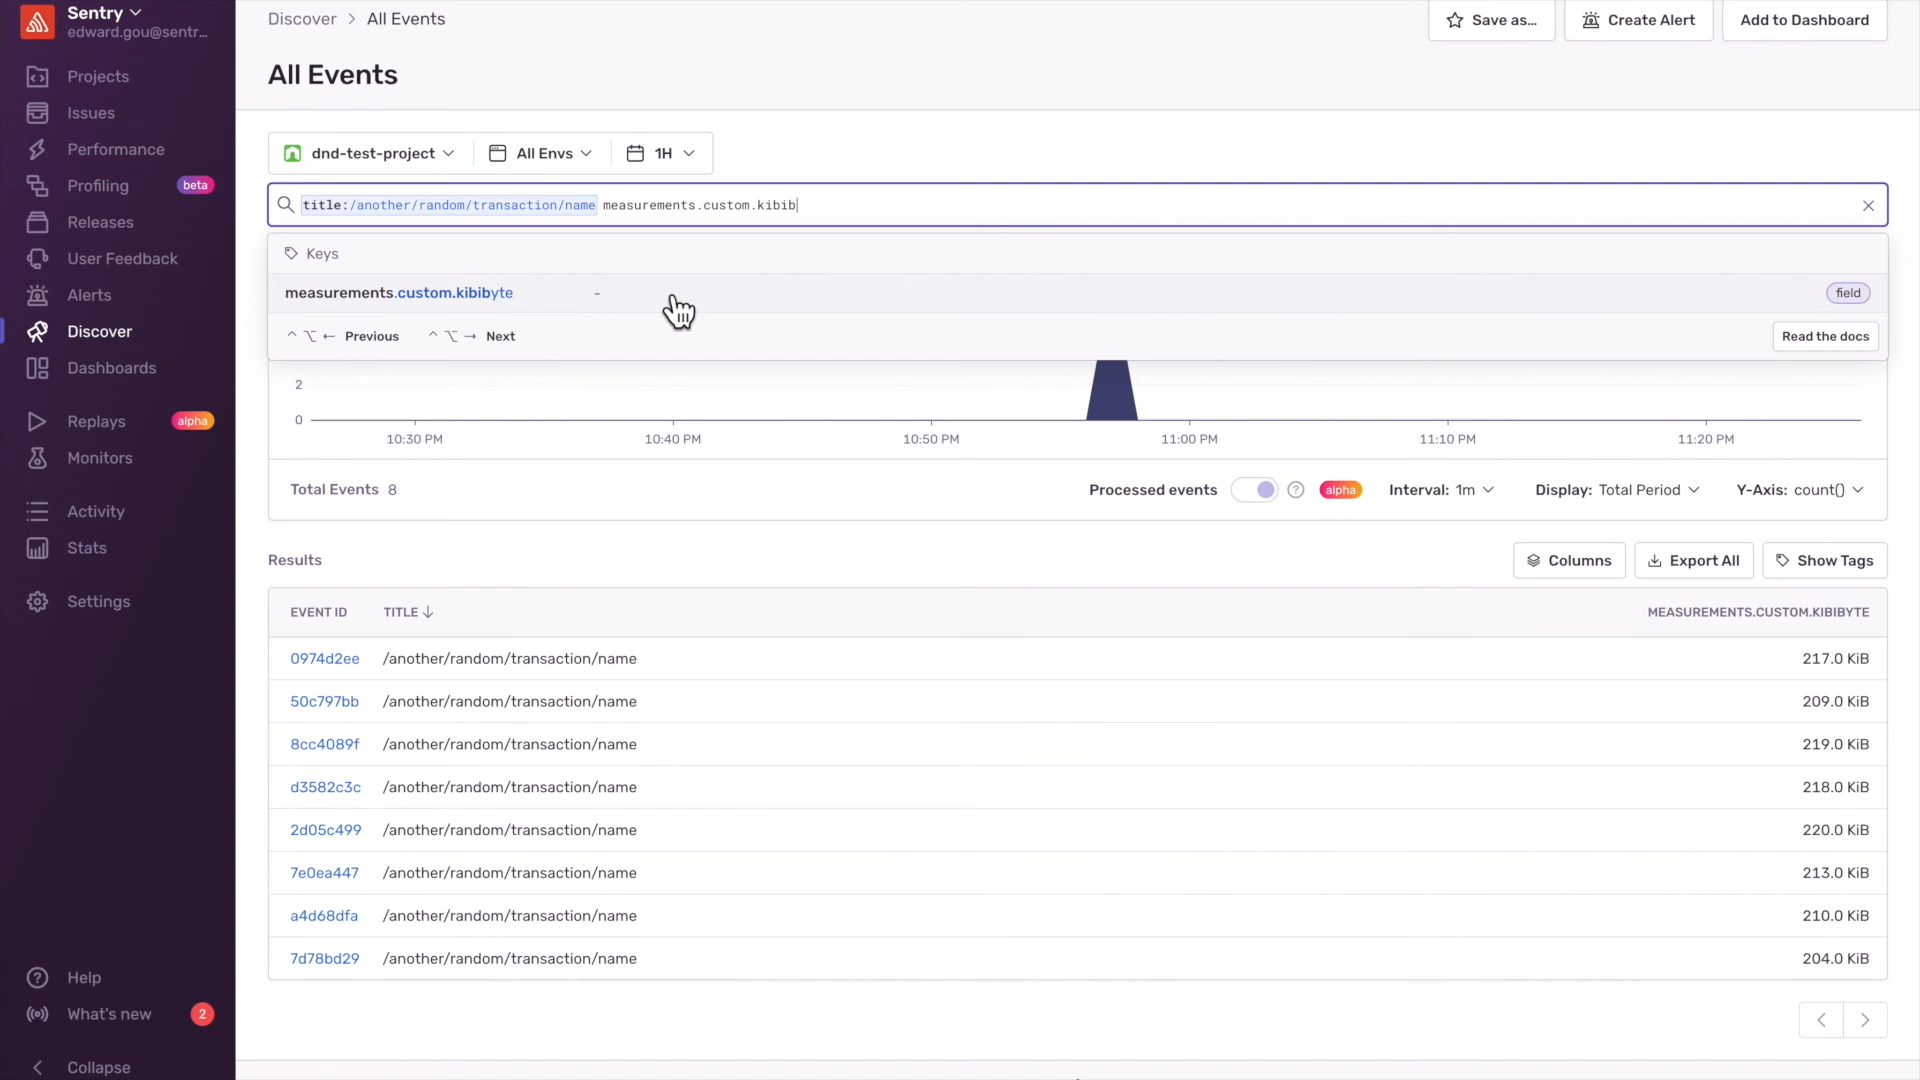 Sentry
edward.gou@sentr...
Projects
Issues
Performance
Profiling beta
Releases
User Feedback
Alerts
Discover
Dashboards
Replays alpha
Monitors
Activity
Stats
Settings
Help
What's new 2
Collapse
Discover > All Events
Save as...
Create Alert
Add to Dashboard
All Events
dnd-test-project
All Envs
1H
title:/another/random/transaction/name measurements.custom.kibib
Keys
measurements.custom.kibibyte - field
^ ⌥ ← Previous ^ ⌥ → Next
Read the docs
2
0
10:30 PM 10:40 PM 10:50 PM 11:00 PM 11:10 PM 11:20 PM
Total Events 8
Processed events ? alpha Interval: 1m Display: Total Period Y-Axis: count()
Results
Columns
Export All
Show Tags
EVENT ID TITLE ↓ MEASUREMENTS.CUSTOM.KIBIBYTE
0974d2ee /another/random/transaction/name 217.0 KiB
50c797bb /another/random/transaction/name 209.0 KiB
8cc4089f /another/random/transaction/name 219.0 KiB
d3582c3c /another/random/transaction/name 218.0 KiB
2d05c499 /another/random/transaction/name 220.0 KiB
7e0ea447 /another/random/transaction/name 213.0 KiB
a4d68dfa /another/random/transaction/name 210.0 KiB
7d78bd29 /another/random/transaction/name 204.0 KiB